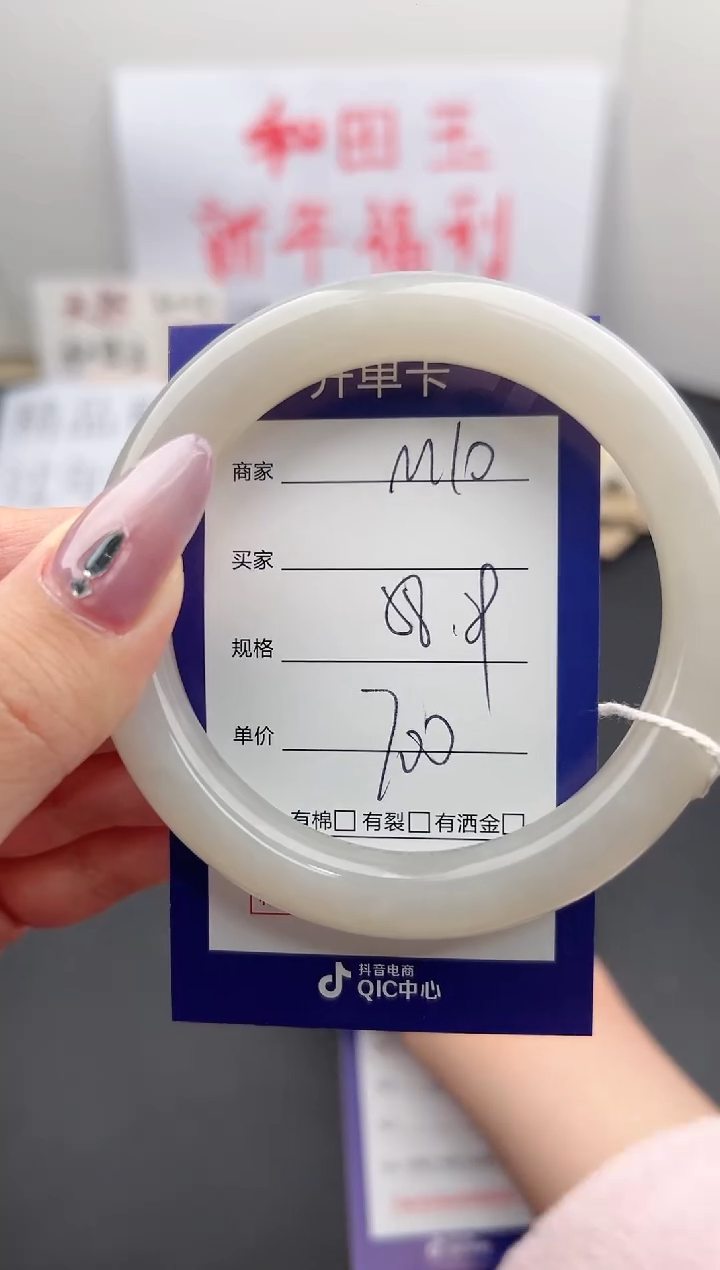 和田玉
新年福利
开单卡
商家 M10
买家
规格 58.8
单价 700
有棉□ 有裂□ 有洒金□
抖音电商
QIC中心